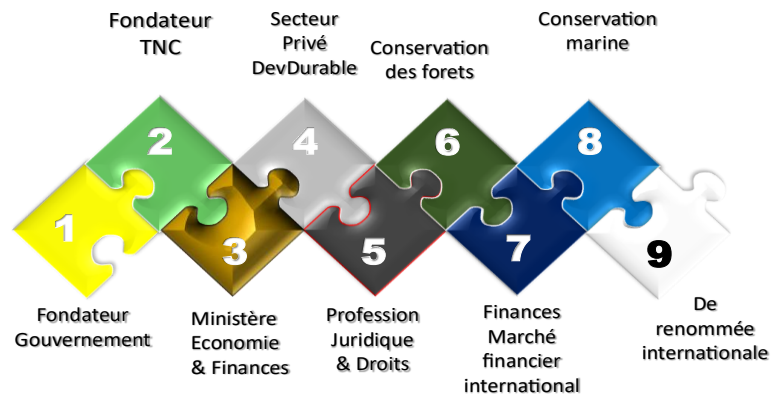 Fondateur
TNC
Secteur
Privé
DevDurable
Conservation
des forets
Conservation
marine
1
2
3
4
5
6
7
8
9
Fondateur
Gouvernement
Ministère
Economie
& Finances
Profession
Juridique
& Droits
Finances
Marché
financier
international
De
renommée
internationale